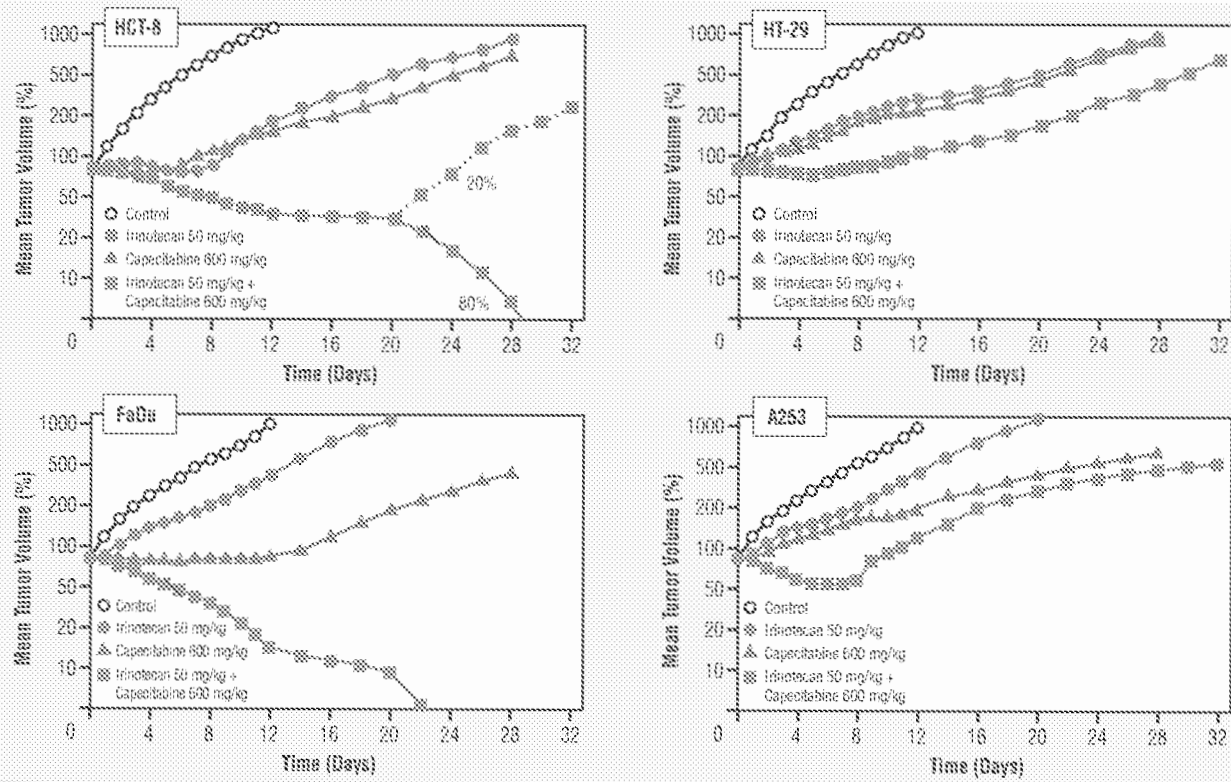 HCT-8
Mean Tumor Volume (%)
1000
500
200
100
50
20
10
0
Control
Irinotecan 50 mg/kg
Capecitabine 600 mg/kg
Irinotecan 50 mg/kg +
Capecitabine 600 mg/kg
20%
80%
4 8 12 16 20 24 28 32
Time (Days)
HT-29
Mean Tumor Volume (%)
1000
500
200
100
50
20
10
0
Control
Irinotecan 50 mg/kg
Capecitabine 600 mg/kg
Irinotecan 50 mg/kg +
Capecitabine 600 mg/kg
4 8 12 16 20 24 28 32
Time (Days)
FaDu
Mean Tumor Volume (%)
1000
500
200
100
50
20
10
0
Control
Irinotecan 50 mg/kg
Capecitabine 600 mg/kg
Irinotecan 50 mg/kg +
Capecitabine 600 mg/kg
4 8 12 16 20 24 28 32
Time (Days)
A253
Mean Tumor Volume (%)
1000
500
200
100
50
20
10
0
Control
Irinotecan 50 mg/kg
Capecitabine 600 mg/kg
Irinotecan 50 mg/kg +
Capecitabine 600 mg/kg
4 8 12 16 20 24 28 32
Time (Days)